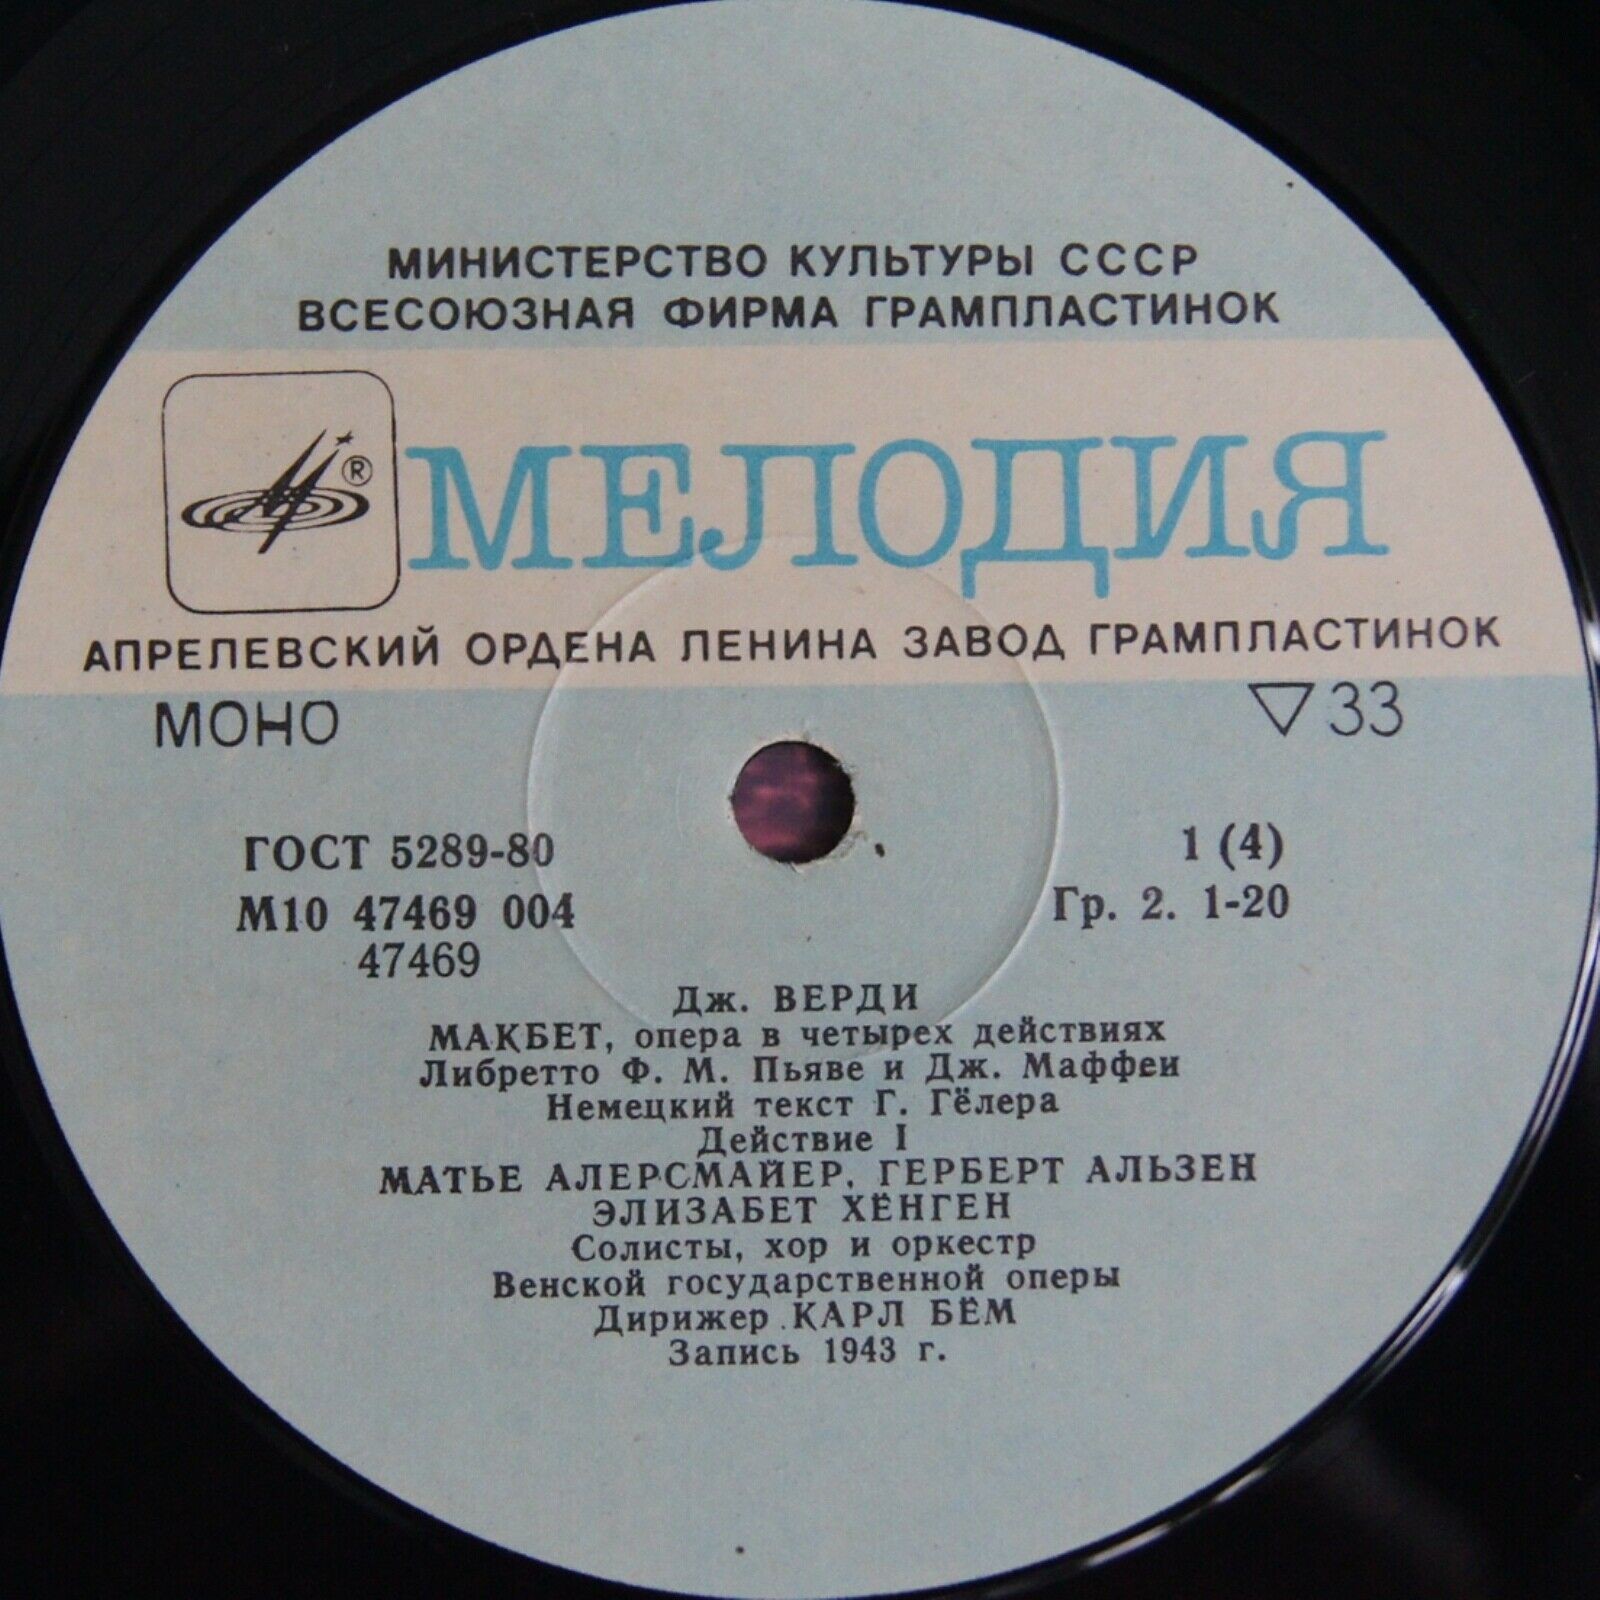 МИНИСТЕРСТВО КУЛЬТУРЫ СССР
ВСЕСОЮЗНАЯ ФИРМА ГРАМПЛАСТИНОК
® МЕЛОДИЯ
АПРЕЛЕВСКИЙ ОРДЕНА ЛЕНИНА ЗАВОД ГРАМПЛАСТИНОК
МОНО ▽33
ГОСТ 5289-80 1 (4)
М10 47469 004 Гр. 2. 1-20
47469
Дж. ВЕРДИ
МАКБЕТ, опера в четырех действиях
Либретто Ф. М. Пьяве и Дж. Маффеи
Немецкий текст Г. Гёлера
Действие I
МАТЬЕ АЛЕРСМАЙЕР, ГЕРБЕРТ АЛЬЗЕН
ЭЛИЗАБЕТ ХЁНГЕН
Солисты, хор и оркестр
Венской государственной оперы
Дирижер КАРЛ БЁМ
Запись 1943 г.